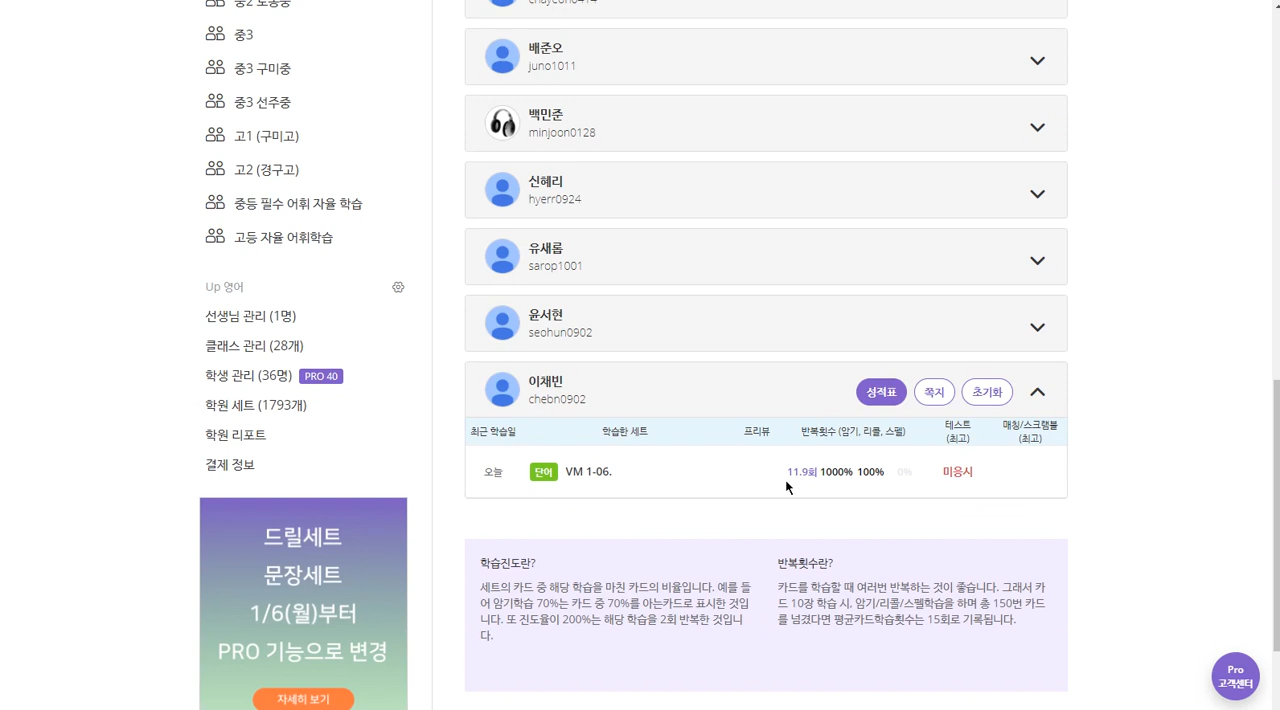 중3
중3 구미중
중3 선주중
고1 (구미고)
고2 (경구고)
중등 필수 어휘 자율 학습
고등 자율 어휘학습
Up 영어
선생님 관리 (1명)
클래스 관리 (28개)
학생 관리 (36명) PRO 40
학원 세트 (1793개)
학원 리포트
결제 정보
드릴세트
문장세트
1/6(월)부터
PRO 기능으로 변경
자세히 보기
배준오
juno1011
백민준
minjoon0128
신혜리
hyerr0924
유새롭
sarop1001
윤서현
seohun0902
이채빈
chebn0902
성적표 쪽지 초기화
최근 학습일 학습한 세트 프리뷰 반복횟수 (암기, 리콜, 스펠) 테스트 (최고) 매칭/스크램블 (최고)
오늘 단어 VM 1-06. 11.9회 1000% 100% 0% 미응시
학습진도란?
세트의 카드 중 해당 학습을 마친 카드의 비율입니다. 예를 들
어 암기학습 70%는 카드 중 70%를 아는카드로 표시한 것입
니다. 또 진도율이 200%는 해당 학습을 2회 반복한 것입니
다.
반복횟수란?
카드를 학습할 때 여러번 반복하는 것이 좋습니다. 그래서 카
드 10장 학습 시, 암기/리콜/스펠학습을 하며 총 150번 카드
를 넘겼다면 평균카드학습횟수는 15회로 기록됩니다.
Pro
고객센터